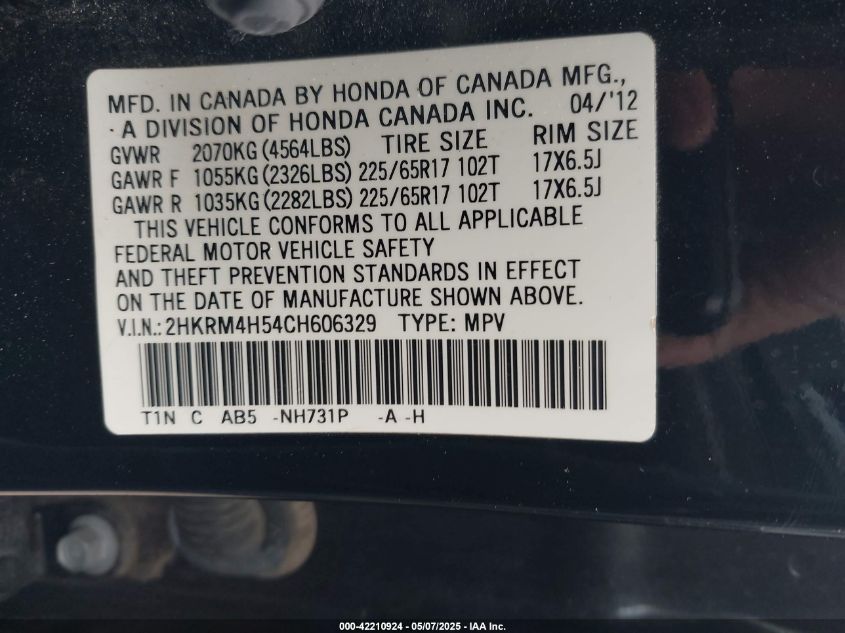 MFD. IN CANADA BY HONDA OF CANADA MFG.,
· A DIVISION OF HONDA CANADA INC. 04/'12
GVWR 2070KG (4564LBS) TIRE SIZE RIM SIZE
GAWR F 1055KG (2326LBS) 225/65R17 102T 17X6.5J
GAWR R 1035KG (2282LBS) 225/65R17 102T 17X6.5J
THIS VEHICLE CONFORMS TO ALL APPLICABLE
FEDERAL MOTOR VEHICLE SAFETY
AND THEFT PREVENTION STANDARDS IN EFFECT
ON THE DATE OF MANUFACTURE SHOWN ABOVE.
V.I.N.: 2HKRM4H54CH606329 TYPE: MPV
T1N C AB5 -NH731P -A -H
000-42210924 - 05/07/2025 - IAA Inc.